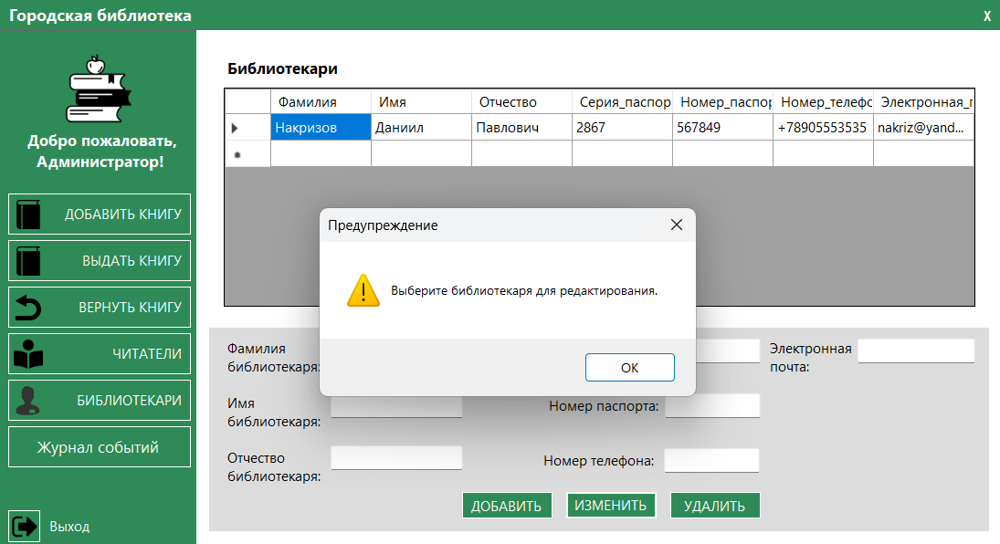 Городская библиотека
X
Добро пожаловать,
Администратор!
ДОБАВИТЬ КНИГУ
ВЫДАТЬ КНИГУ
ВЕРНУТЬ КНИГУ
ЧИТАТЕЛИ
БИБЛИОТЕКАРИ
Журнал событий
Выход
Библиотекари
Фамилия Имя Отчество Серия_паспор Номер_паспор Номер_телефо Электронная_п
Накризов Даниил Павлович 2867 567849 +78905553535 nakriz@yand...
Предупреждение
Выберите библиотекаря для редактирования.
OK
Фамилия
библиотекаря:
Электронная
почта:
Имя
библиотекаря:
Номер паспорта:
Отчество
библиотекаря:
Номер телефона:
ДОБАВИТЬ ИЗМЕНИТЬ УДАЛИТЬ